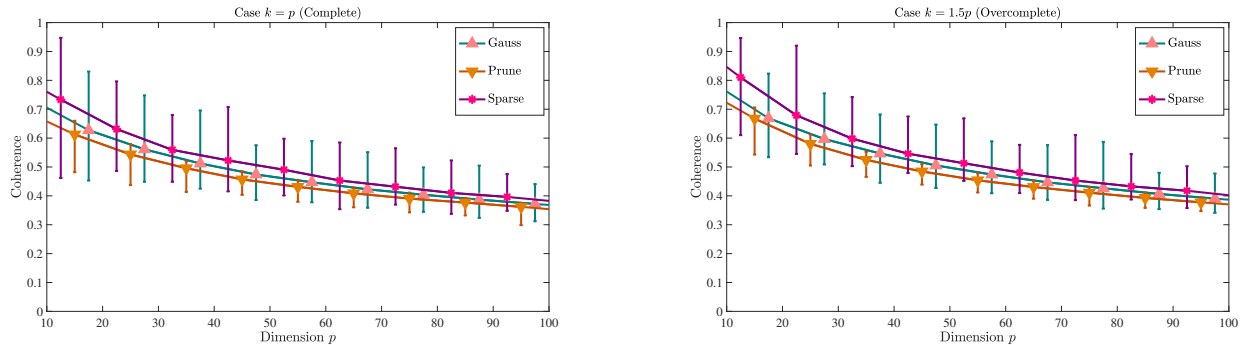 Case k = p (Complete)
Coherence
1
0.9
0.8
0.7
0.6
0.5
0.4
0.3
0.2
0.1
0
10 20 30 40 50 60 70 80 90 100
Dimension p
Gauss
Prune
Sparse
Case k = 1.5p (Overcomplete)
Coherence
1
0.9
0.8
0.7
0.6
0.5
0.4
0.3
0.2
0.1
0
10 20 30 40 50 60 70 80 90 100
Dimension p
Gauss
Prune
Sparse